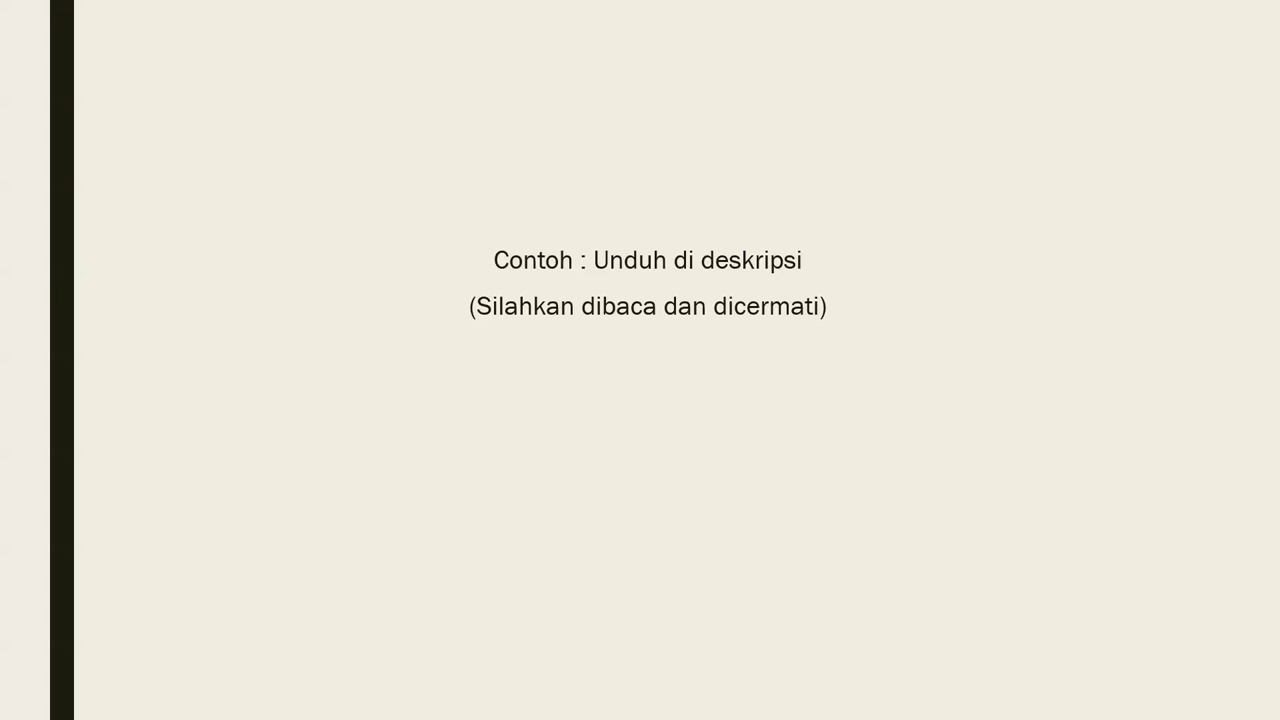 Contoh : Unduh di deskripsi
(Silahkan dibaca dan dicermati)